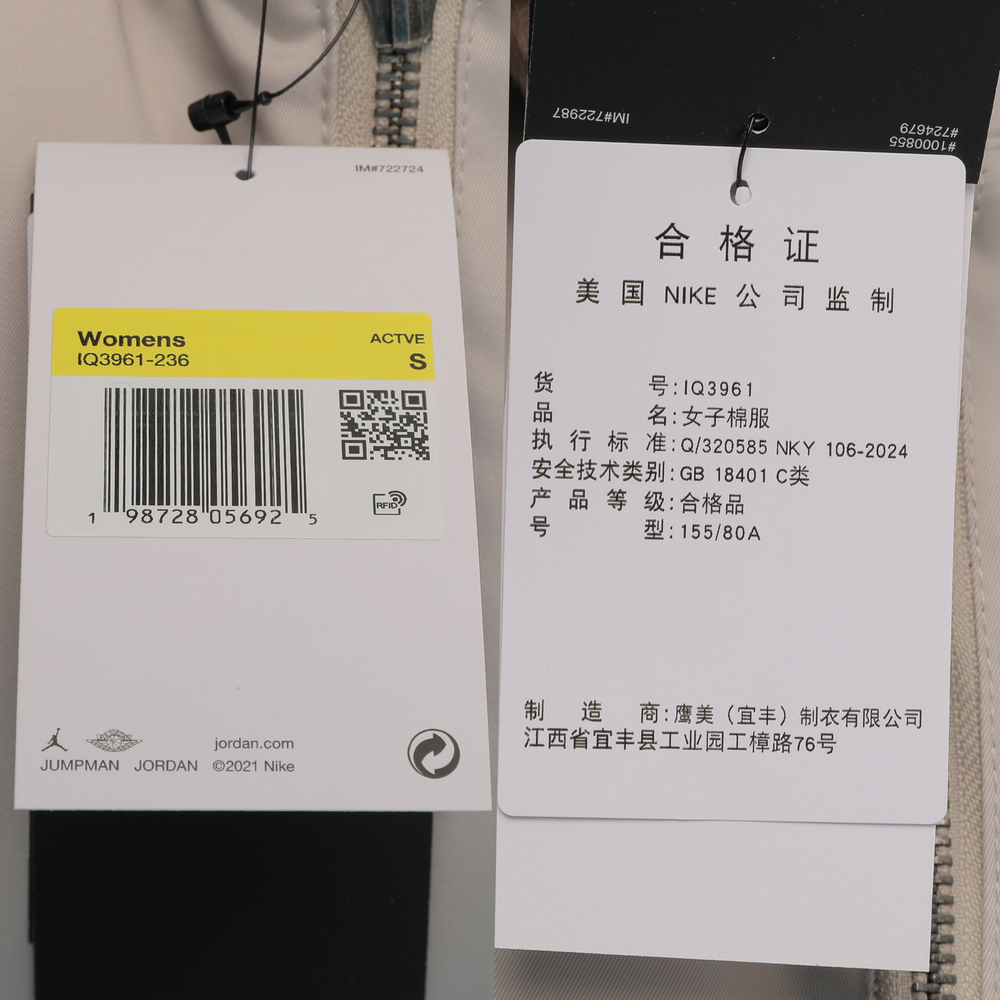 IM#722724
Womens
IQ3961-236
ACTVE
S
1 98728 05692 5
RFID
JUMPMAN JORDAN
jordan.com
©2021 Nike
IM#722987
#724679
#1000855
合格证
美国NIKE公司监制
货号:IQ3961
品名:女子棉服
执行标准:Q/320585 NKY 106-2024
安全技术类别:GB 18401 C类
产品等级:合格品
号型:155/80A
制造商:鹰美（宜丰）制衣有限公司
江西省宜丰县工业园工樟路76号